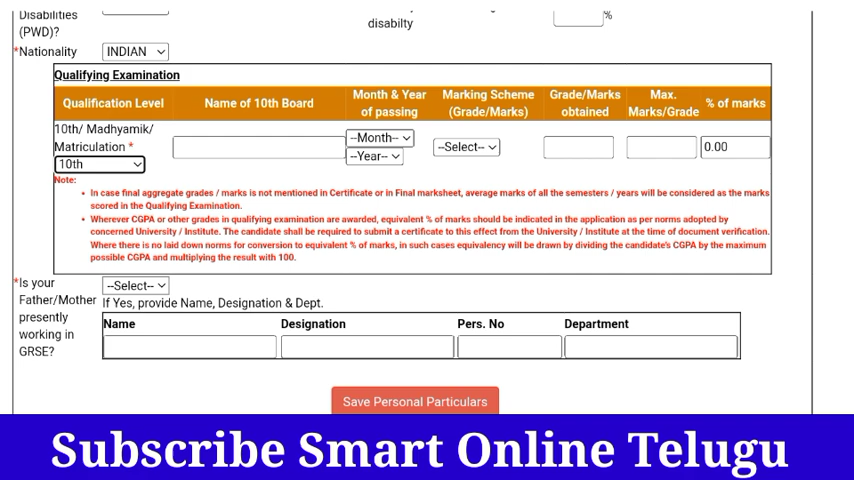 Disabilities
(PWD)?
disabilty
%
*Nationality
INDIAN
Qualifying Examination
Qualification Level
Name of 10th Board
Month & Year
of passing
Marking Scheme
(Grade/Marks)
Grade/Marks
obtained
Max.
Marks/Grade
% of marks
10th/ Madhyamik/
Matriculation *
10th
--Month--
--Year--
--Select--
0.00
Note:
• In case final aggregate grades / marks is not mentioned in Certificate or in Final marksheet, average marks of all the semesters / years will be considered as the marks
scored in the Qualifying Examination.
• Wherever CGPA or other grades in qualifying examination are awarded, equivalent % of marks should be indicated in the application as per norms adopted by
concerned University / Institute. The candidate shall be required to submit a certificate to this effect from the University / Institute at the time of document verification.
Where there is no laid down norms for conversion to equivalent % of marks, in such cases equivalency will be drawn by dividing the candidate's CGPA by the maximum
possible CGPA and multiplying the result with 100.
*Is your
Father/Mother
presently
working in
GRSE?
--Select--
If Yes, provide Name, Designation & Dept.
Name
Designation
Pers. No
Department
Save Personal Particulars
Subscribe Smart Online Telugu